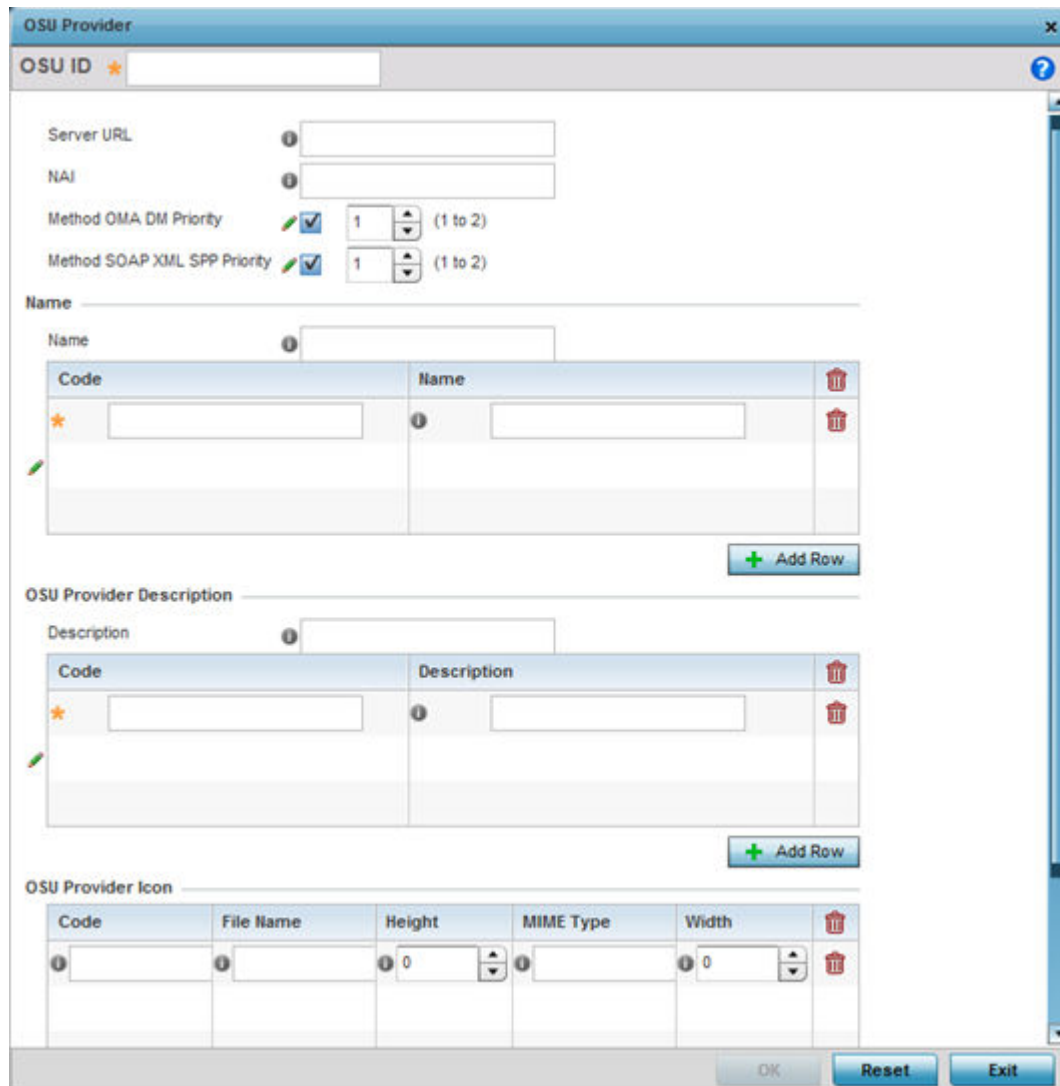 OSU Provider
OSU ID *
Server URL
NAI
Method OMA DM Priority 1 (1 to 2)
Method SOAP XML SPP Priority 1 (1 to 2)
Name
Name
Code Name
*
Add Row
OSU Provider Description
Description
Code Description
*
Add Row
OSU Provider Icon
Code File Name Height MIME Type Width
0 0
OK Reset Exit